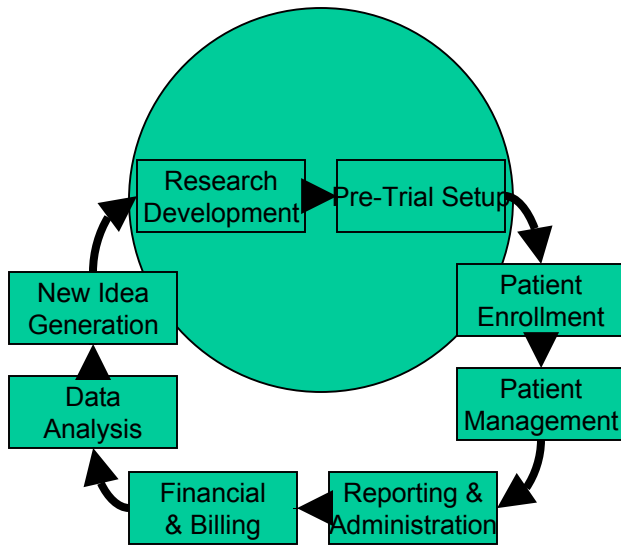 Research
Development
Pre-Trial Setup
Patient
Enrollment
Patient
Management
Reporting &
Administration
Financial
& Billing
Data
Analysis
New Idea
Generation